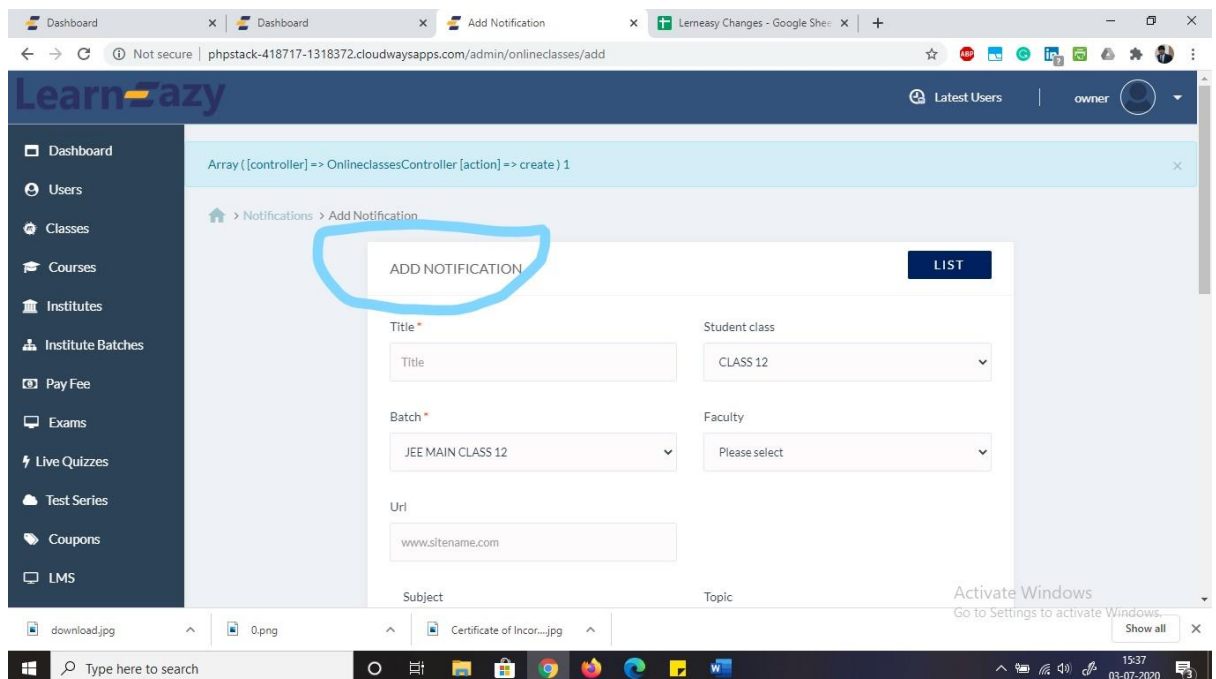 Dashboard
Dashboard
Add Notification
Lerneasy Changes - Google Shee
Not secure | phpstack-418717-1318372.cloudwaysapps.com/admin/onlineclasses/add
LearnEazy
Latest Users | owner
Dashboard
Users
Classes
Courses
Institutes
Institute Batches
Pay Fee
Exams
Live Quizzes
Test Series
Coupons
LMS
Array ( [controller] => OnlineclassesController [action] => create ) 1
> Notifications > Add Notification
ADD NOTIFICATION
LIST
Title *
Title
Student class
CLASS 12
Batch *
JEE MAIN CLASS 12
Faculty
Please select
Url
www.sitename.com
Subject
Topic
Activate Windows
Go to Settings to activate Windows.
download.jpg
0.png
Certificate of Incor....jpg
Show all
Type here to search
15:37
03-07-2020